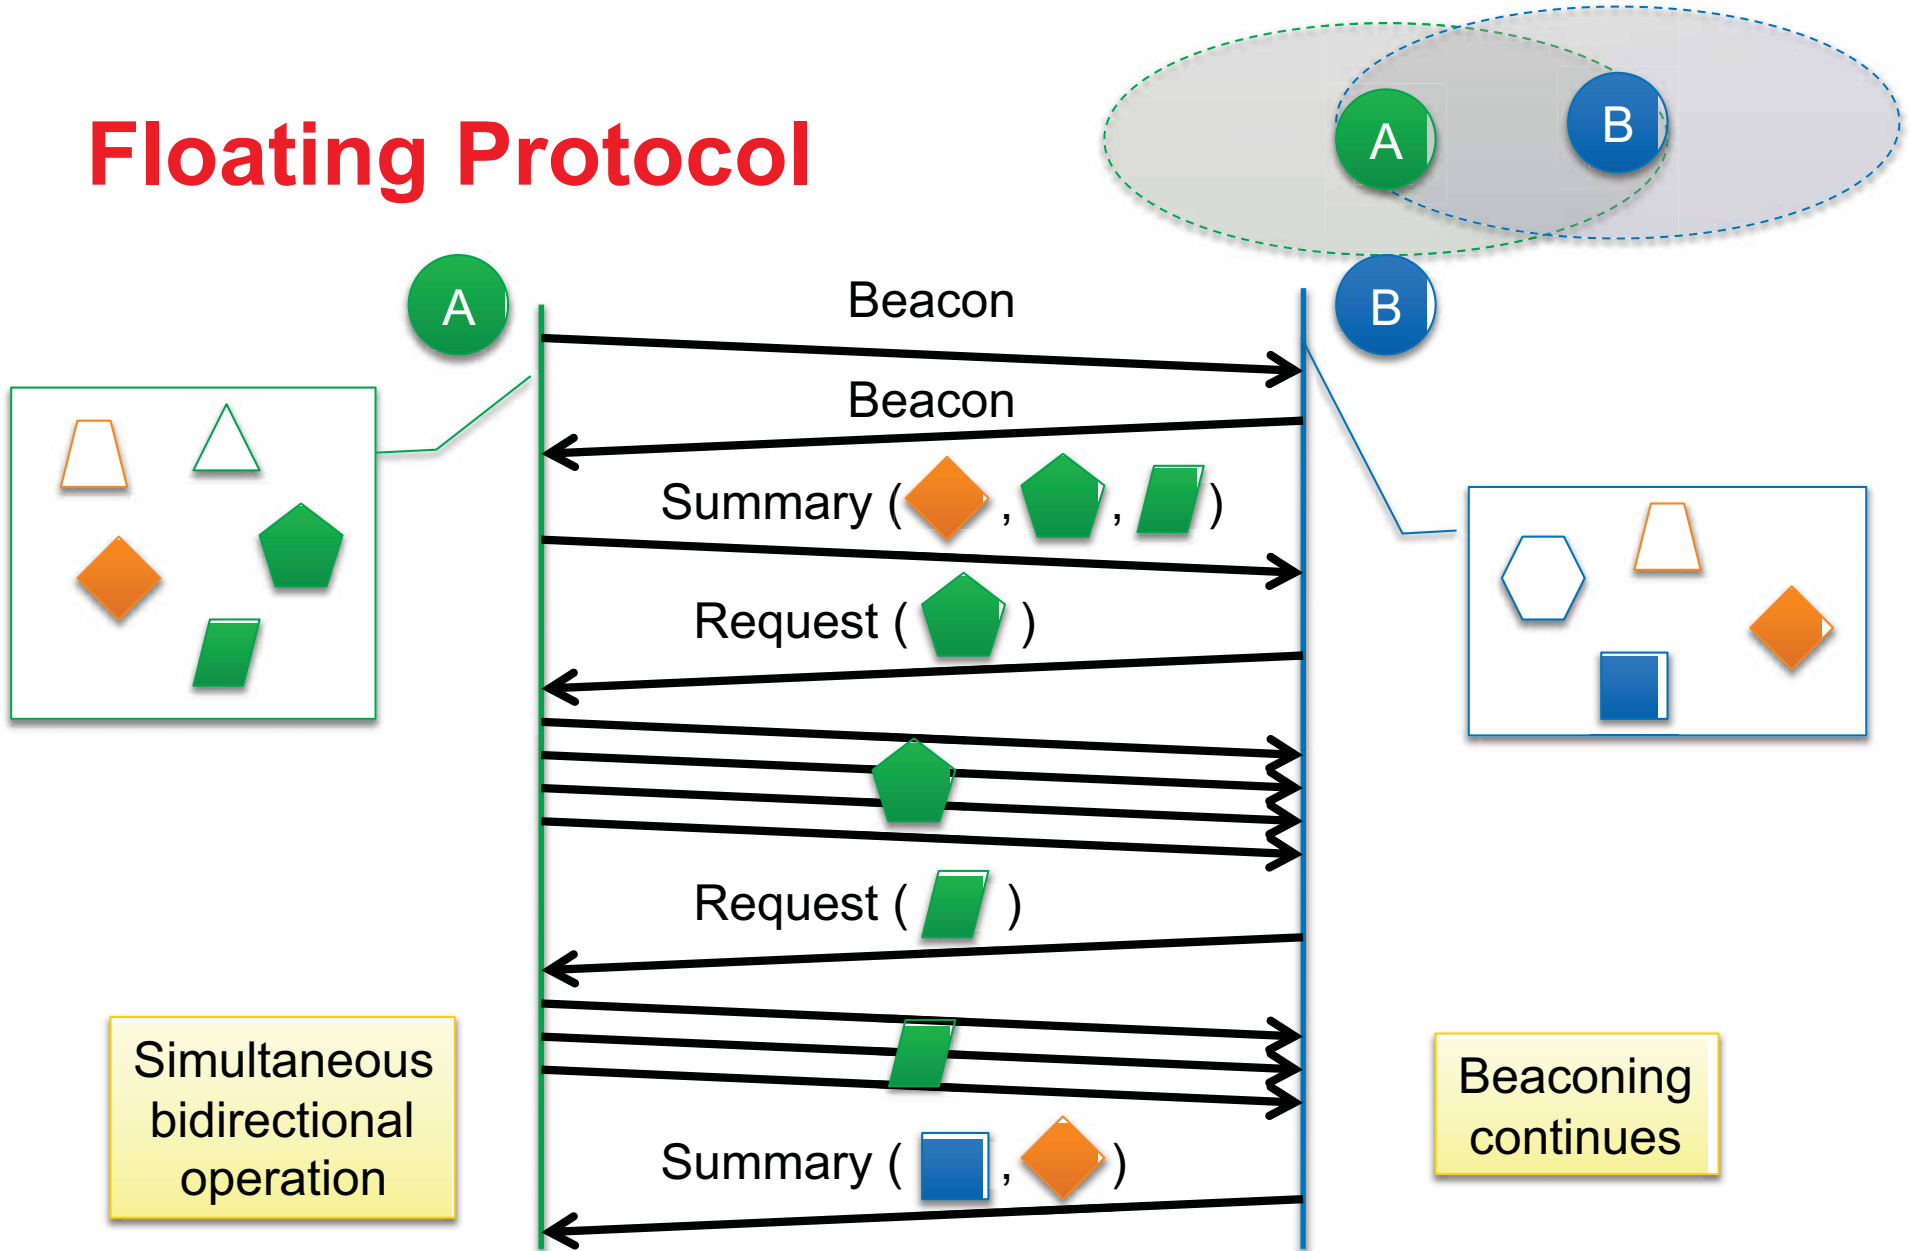 A
B
Floating Protocol
A
Beacon
B
Beacon
Summary ( , , )
Request ( )
Request ( )
Simultaneous
bidirectional
operation
Beaconing
continues
Summary ( , )